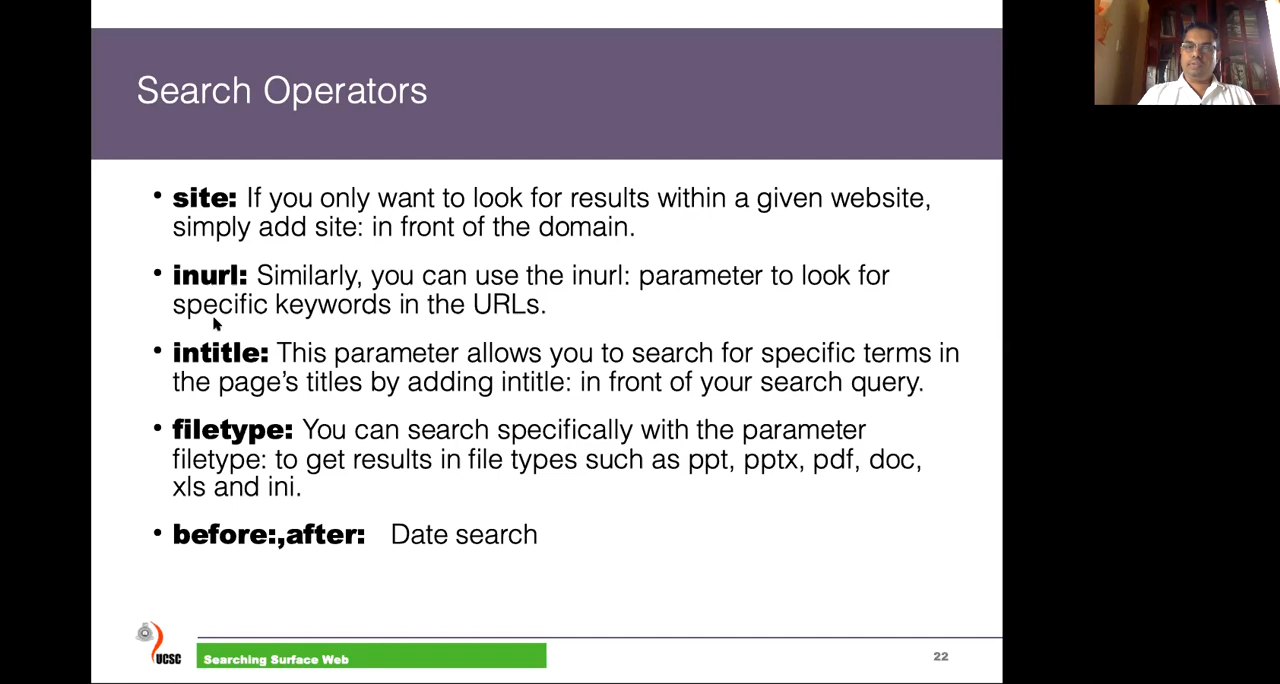 Search Operators
• site: If you only want to look for results within a given website,
simply add site: in front of the domain.
• inurl: Similarly, you can use the inurl: parameter to look for
specific keywords in the URLs.
• intitle: This parameter allows you to search for specific terms in
the page’s titles by adding intitle: in front of your search query.
• filetype: You can search specifically with the parameter
filetype: to get results in file types such as ppt, pptx, pdf, doc,
xls and ini.
• before:,after: Date search
UCSC
Searching Surface Web
22